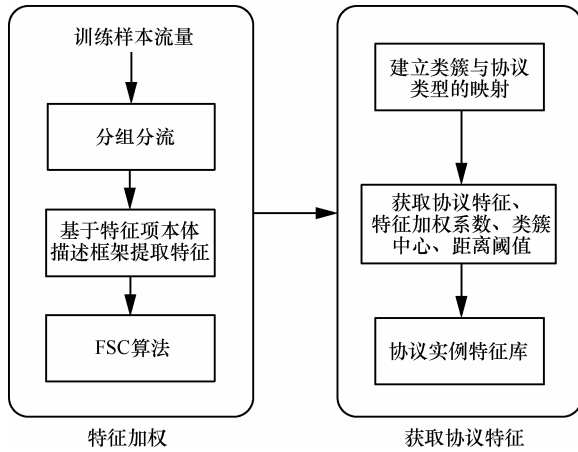 训练样本流量
分组分流
基于特征项本体
描述框架提取特征
FSC算法
特征加权
建立类簇与协议
类型的映射
获取协议特征、
特征加权系数、类簇
中心、距离阈值
协议实例特征库
获取协议特征